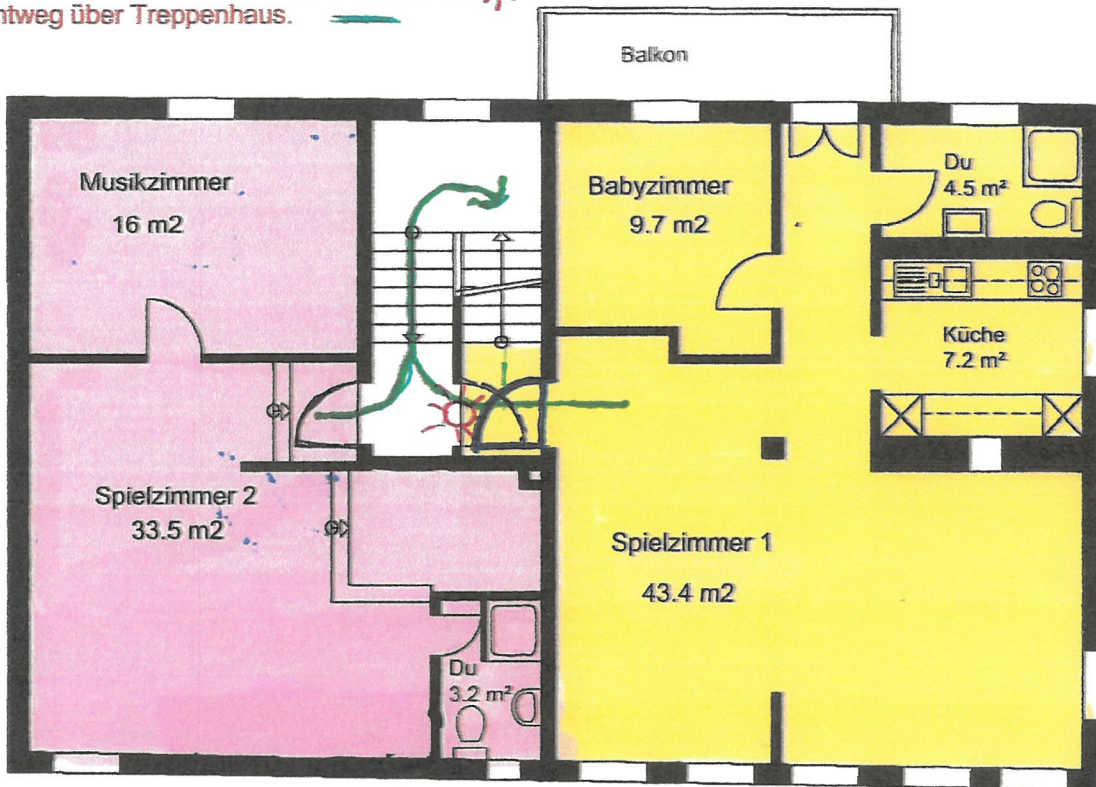 über Treppenhaus.
Balkon
Musikzimmer
16 m2
Babyzimmer
9.7 m2
Du
4.5 m²
Küche
7.2 m²
Spielzimmer 2
33.5 m2
Spielzimmer 1
43.4 m2
Du
3.2 m²